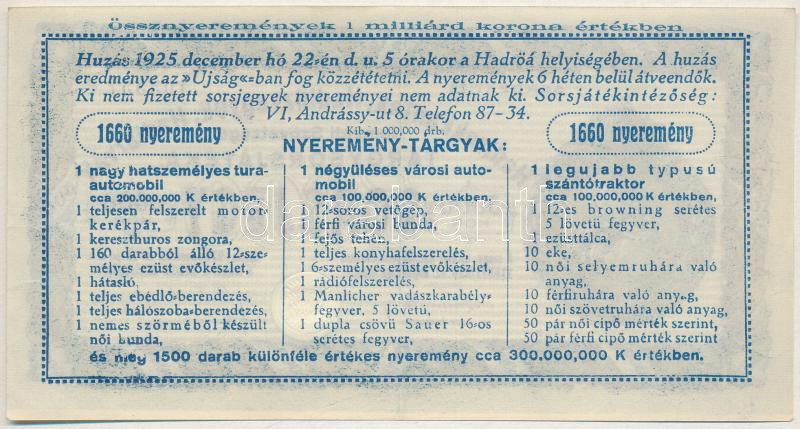 Össznyeremények 1 milliárd korona értékben
Huzás 1925 december hó 22-én d. u. 5 órakor a Hadröá helyiségében. A huzás
eredménye az »Ujság«-ban fog közzététetni. A nyeremények 6 héten belül átveendők.
Ki nem fizetett sorsjegyek nyereményei nem adatnak ki. Sorsjátékintézőség:
VI, Andrássy-ut 8. Telefon 87-34.
Kib. 1.000,000 drb.
1660 nyeremény
NYEREMÉNY-TÁRGYAK:
1660 nyeremény
1 nagy hatszemélyes tura-
automobil
cca 200.000,000 K értékben,
1 teljesen felszerelt motor-
kerékpár,
1 kereszthuros zongora,
1 160 darabból álló 12-sze-
mélyes ezüst evőkészlet,
1 hátasló,
1 teljes ebédlő-berendezés,
1 teljes hálószoba-berendezés,
1 nemes szőrméből készült
női bunda,
1 négyüléses városi auto-
mobil
cca 100,000,000 K értékben,
1 12-soros vetőgép,
1 férfi városi bunda,
1 fejős tehén,
1 teljes konyhafelszerelés,
1 6-személyes ezüst evőkészlet,
1 rádiófelszerelés,
1 Manlicher vadászkarabély-
fegyver, 5 lövetü,
1 dupla csövü Sauer 16-os
serétes fegyver,
1 legujabb typusú
szántótraktor
cca 100,000,000 K értékben,
1 12-es browning serétes
5 lövetü fegyver,
1 ezüsttálca,
10 eke,
10 női selyemruhára való
anyag,
10 férfiruhára való anyag,
10 női szövetruhára való anyag,
50 pár női cipő mérték szerint,
50 pár férfi cipő mérték szerint
és még 1500 darab különféle értékes nyeremény cca 300.000,000 K értékben.
darabanth